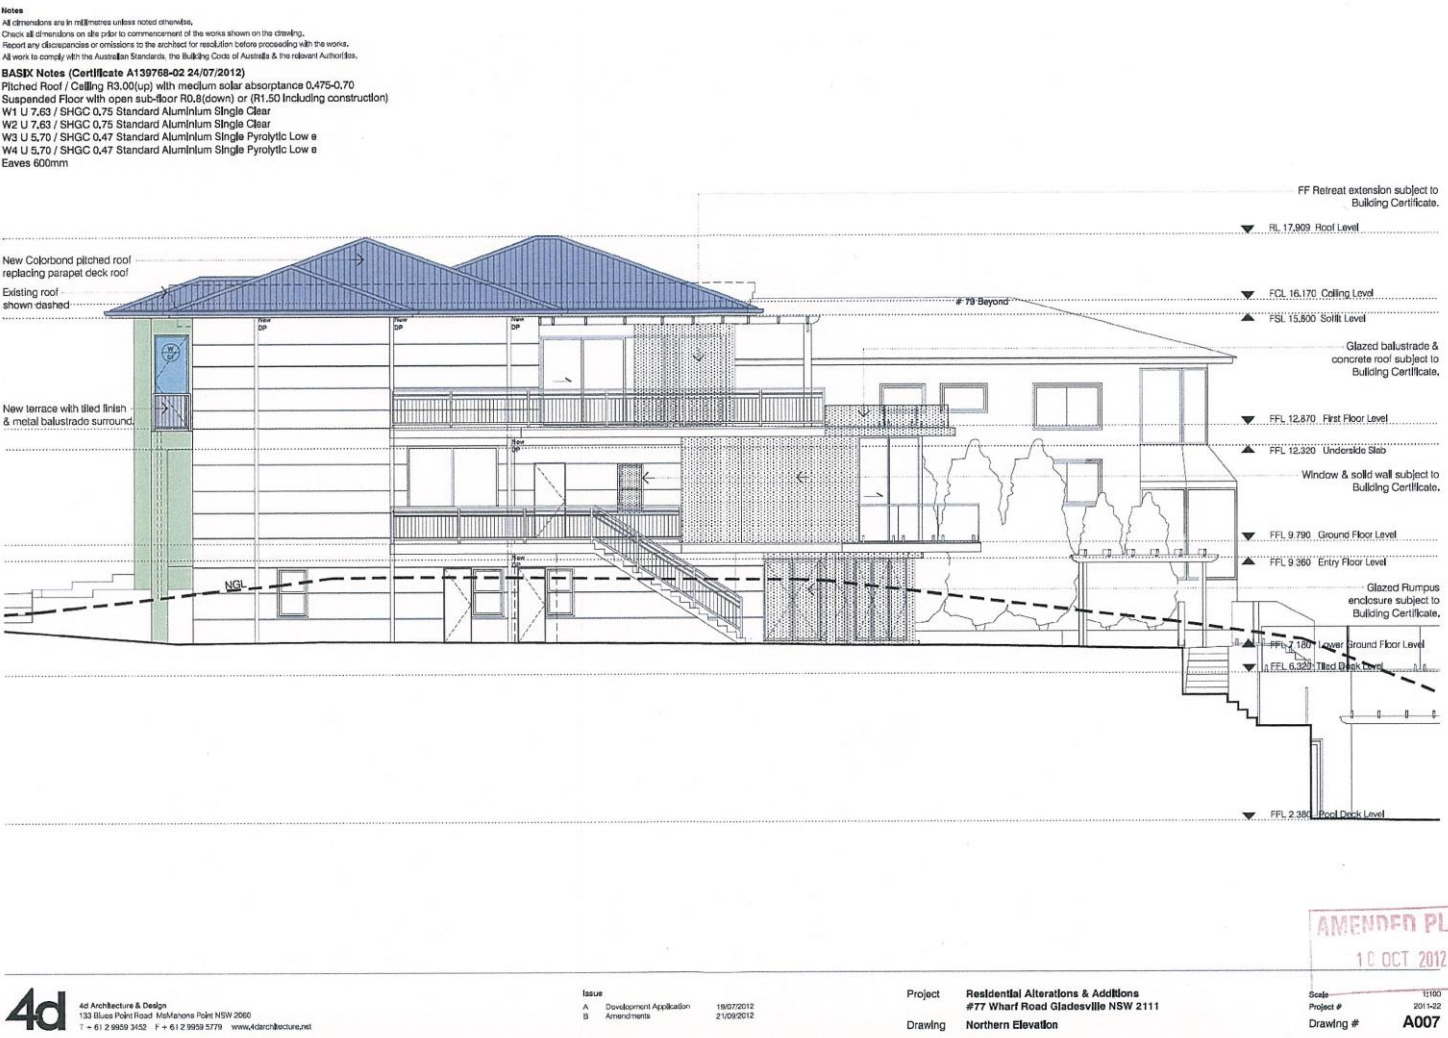 Notes
All dimensions are in millimetres unless noted otherwise.
Check all dimensions on site prior to commencement of the works shown on the drawing.
Report any discrepancies or omissions to the architect for resolution before proceeding with the works.
All work to comply with the Australian Standards, the Building Code of Australia & the relevant Authorities.
BASIX Notes (Certificate A139768-02 24/07/2012)
Pitched Roof / Ceiling R3.00(up) with medium solar absorptance 0.475-0.70
Suspended Floor with open sub-floor R0.8(down) or (R1.50 including construction)
W1 U 7.63 / SHGC 0.75 Standard Aluminium Single Clear
W2 U 7.63 / SHGC 0.75 Standard Aluminium Single Clear
W3 U 5.70 / SHGC 0.47 Standard Aluminium Single Pyrolytic Low e
W4 U 5.70 / SHGC 0.47 Standard Aluminium Single Pyrolytic Low e
Eaves 600mm
FF Retreat extension subject to
Building Certificate.
RL 17.909 Roof Level
New Colorbond pitched roof
replacing parapet deck roof
Existing roof
shown dashed
FCL 16.170 Ceiling Level
# 79 Beyond
FSL 15.800 Soffit Level
New
DP
New
DP
New
DP
W
Glazed balustrade &
concrete roof subject to
Building Certificate.
New terrace with tiled finish
& metal balustrade surround.
FFL 12.870 First Floor Level
New
DP
FFL 12.320 Underside Slab
Window & solid wall subject to
Building Certificate.
FFL 9.790 Ground Floor Level
New
DP
FFL 9.360 Entry Floor Level
NGL
Glazed Rumpus
enclosure subject to
Building Certificate.
FFL 7.180 Lower Ground Floor Level
FFL 6.320 Tiled Deck Level
FFL 2.380 Pool Deck Level
AMENDED PL
10 OCT 2012
4d
4d Architecture & Design
133 Blues Point Road McMahons Point NSW 2060
T + 61 2 9959 3452 F + 61 2 9959 5779 www.4darchitecture.net
Issue
A Development Application 19/07/2012
B Amendments 21/09/2012
Project Residential Alterations & Additions
#77 Wharf Road Gladesville NSW 2111
Drawing Northern Elevation
Scale 1:100
Project # 2011-22
Drawing # A007